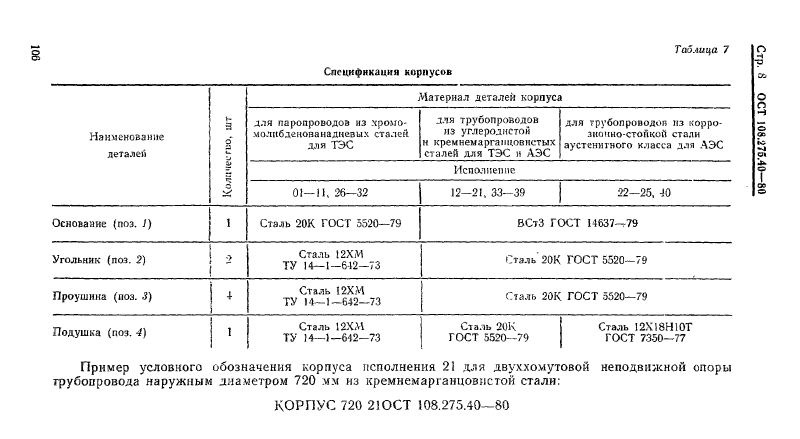 106
Стр. 8 ОСТ 108.275.40—80
Таблица 7
Спецификация корпусов
Наименование
деталей
Количество, шт
Материал деталей корпуса
для паропроводов из хромо-
молибденованадиевых сталей
для ТЭС
для трубопроводов
из углеродистой
и кремнемарганцовистых
сталей для ТЭС и АЭС
для трубопроводов из корро-
зионно-стойкой стали
аустенитного класса для АЭС
Исполнение
01—11, 26—32
12—21, 33—39
22—25, 40
Основание (поз. 1)
1
Сталь 20К ГОСТ 5520—79
ВСт3 ГОСТ 14637—79
Угольник (поз. 2)
2
Сталь 12ХМ
ТУ 14—1—642—73
Сталь 20К ГОСТ 5520—79
Проушина (поз. 3)
4
Сталь 12ХМ
ТУ 14—1—642—73
Сталь 20К ГОСТ 5520—79
Подушка (поз. 4)
1
Сталь 12ХМ
ТУ 14—1—642—73
Сталь 20К
ГОСТ 5520—79
Сталь 12Х18Н10Т
ГОСТ 7350—77
Пример условного обозначения корпуса исполнения 21 для двуххомутовой неподвижной опоры
трубопровода наружным диаметром 720 мм из кремнемарганцовистой стали:
КОРПУС 720 21ОСТ 108.275.40—80